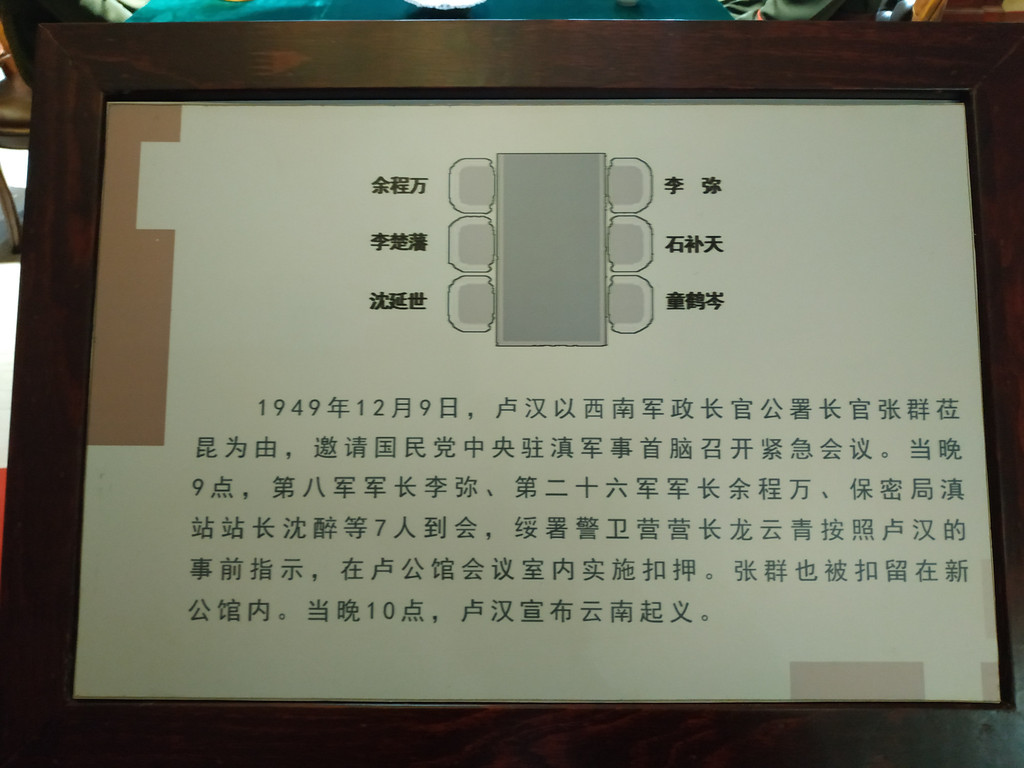 余程万 李 弥
李楚藩 石补天
沈延世 童鹤岑
1949年12月9日，卢汉以西南军政长官公署长官张群莅
昆为由，邀请国民党中央驻滇军事首脑召开紧急会议。当晚
9点，第八军军长李弥、第二十六军军长余程万、保密局滇
站站长沈醉等7人到会，绥署警卫营营长龙云青按照卢汉的
事前指示，在卢公馆会议室内实施扣押。张群也被扣留在新
公馆内。当晚10点，卢汉宣布云南起义。